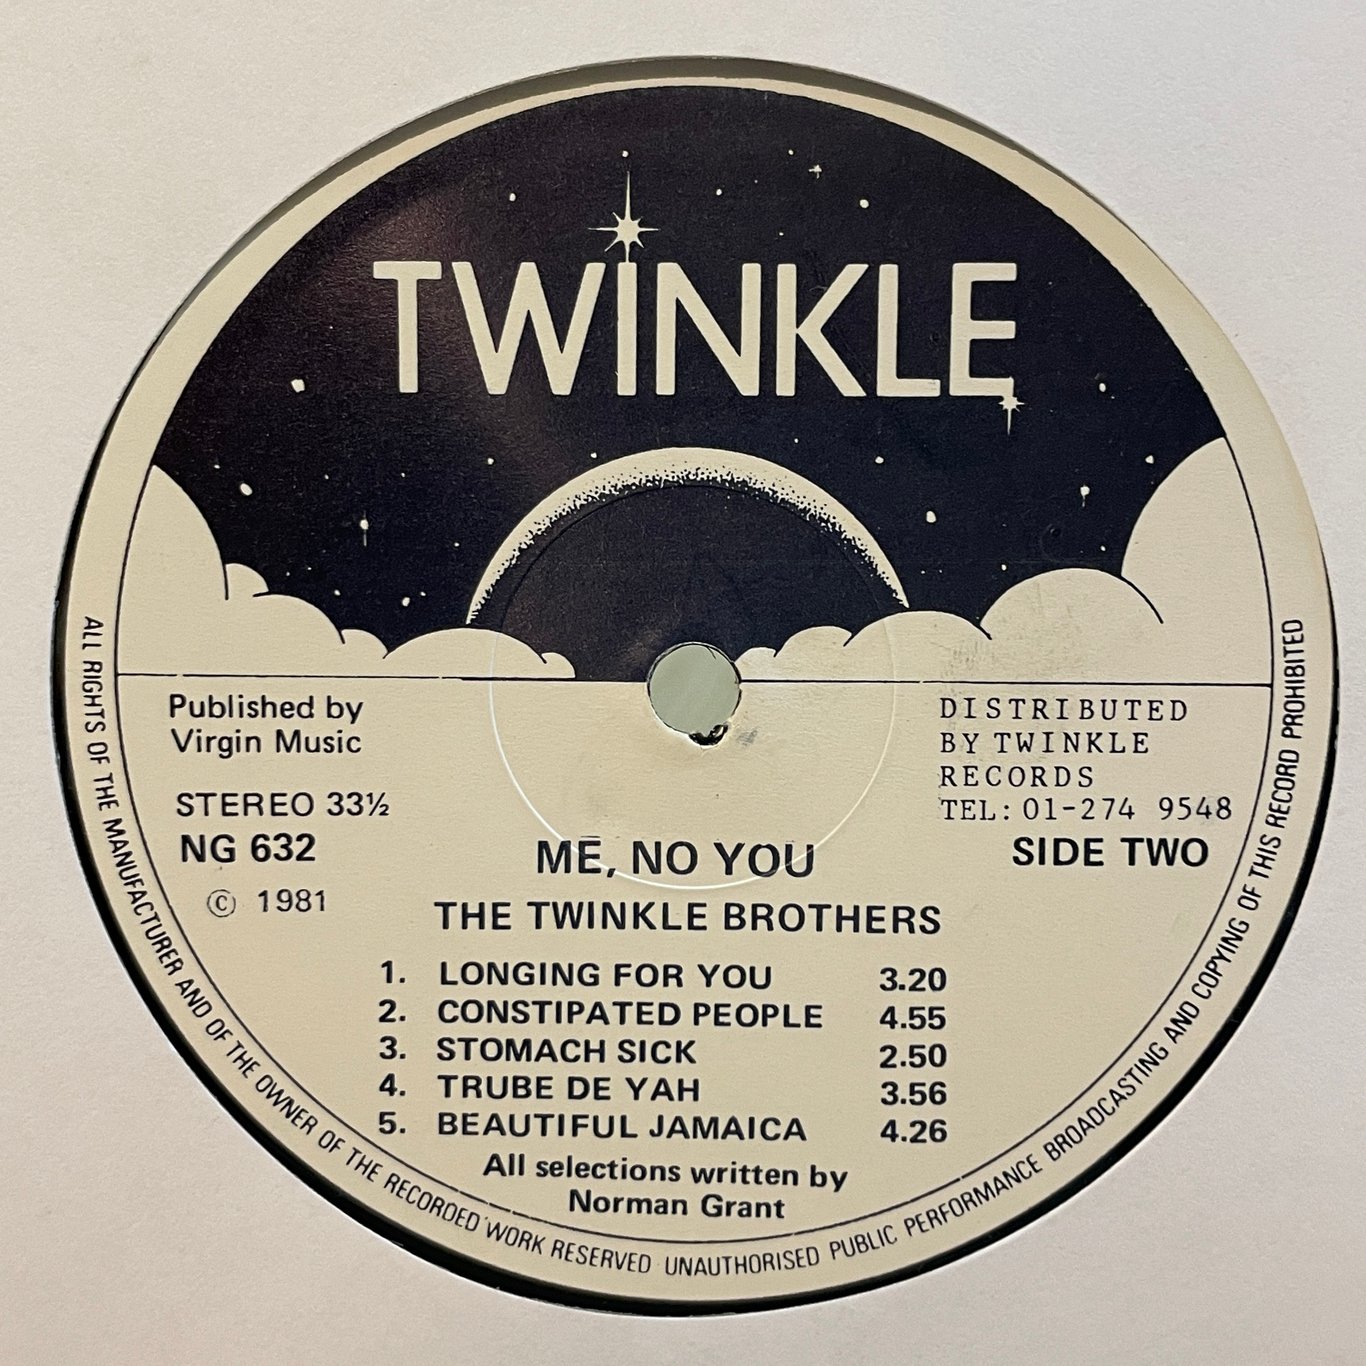 TWINKLE
Published by
Virgin Music
STEREO 33½
NG 632
© 1981
DISTRIBUTED
BY TWINKLE
RECORDS
TEL: 01-274 9548
SIDE TWO
ME, NO YOU
THE TWINKLE BROTHERS
1. LONGING FOR YOU 3.20
2. CONSTIPATED PEOPLE 4.55
3. STOMACH SICK 2.50
4. TRUBE DE YAH 3.56
5. BEAUTIFUL JAMAICA 4.26
All selections written by
Norman Grant
ALL RIGHTS OF THE MANUFACTURER AND OF THE OWNER OF THE RECORDED WORK RESERVED UNAUTHORISED PUBLIC PERFORMANCE BROADCASTING AND COPYING OF THIS RECORD PROHIBITED